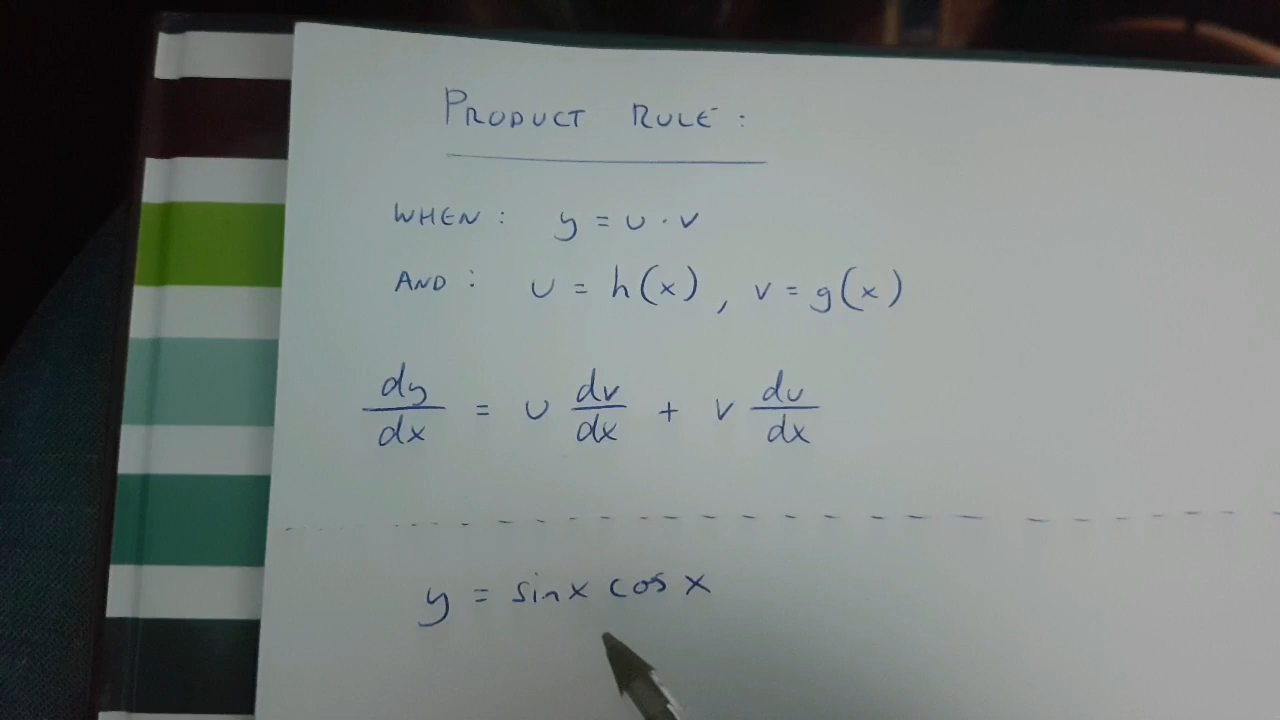 PRODUCT RULE :
WHEN : y = u · v
AND : u = h(x) , v = g(x)
dy/dx = u dv/dx + v du/dx
y = sinx cos x